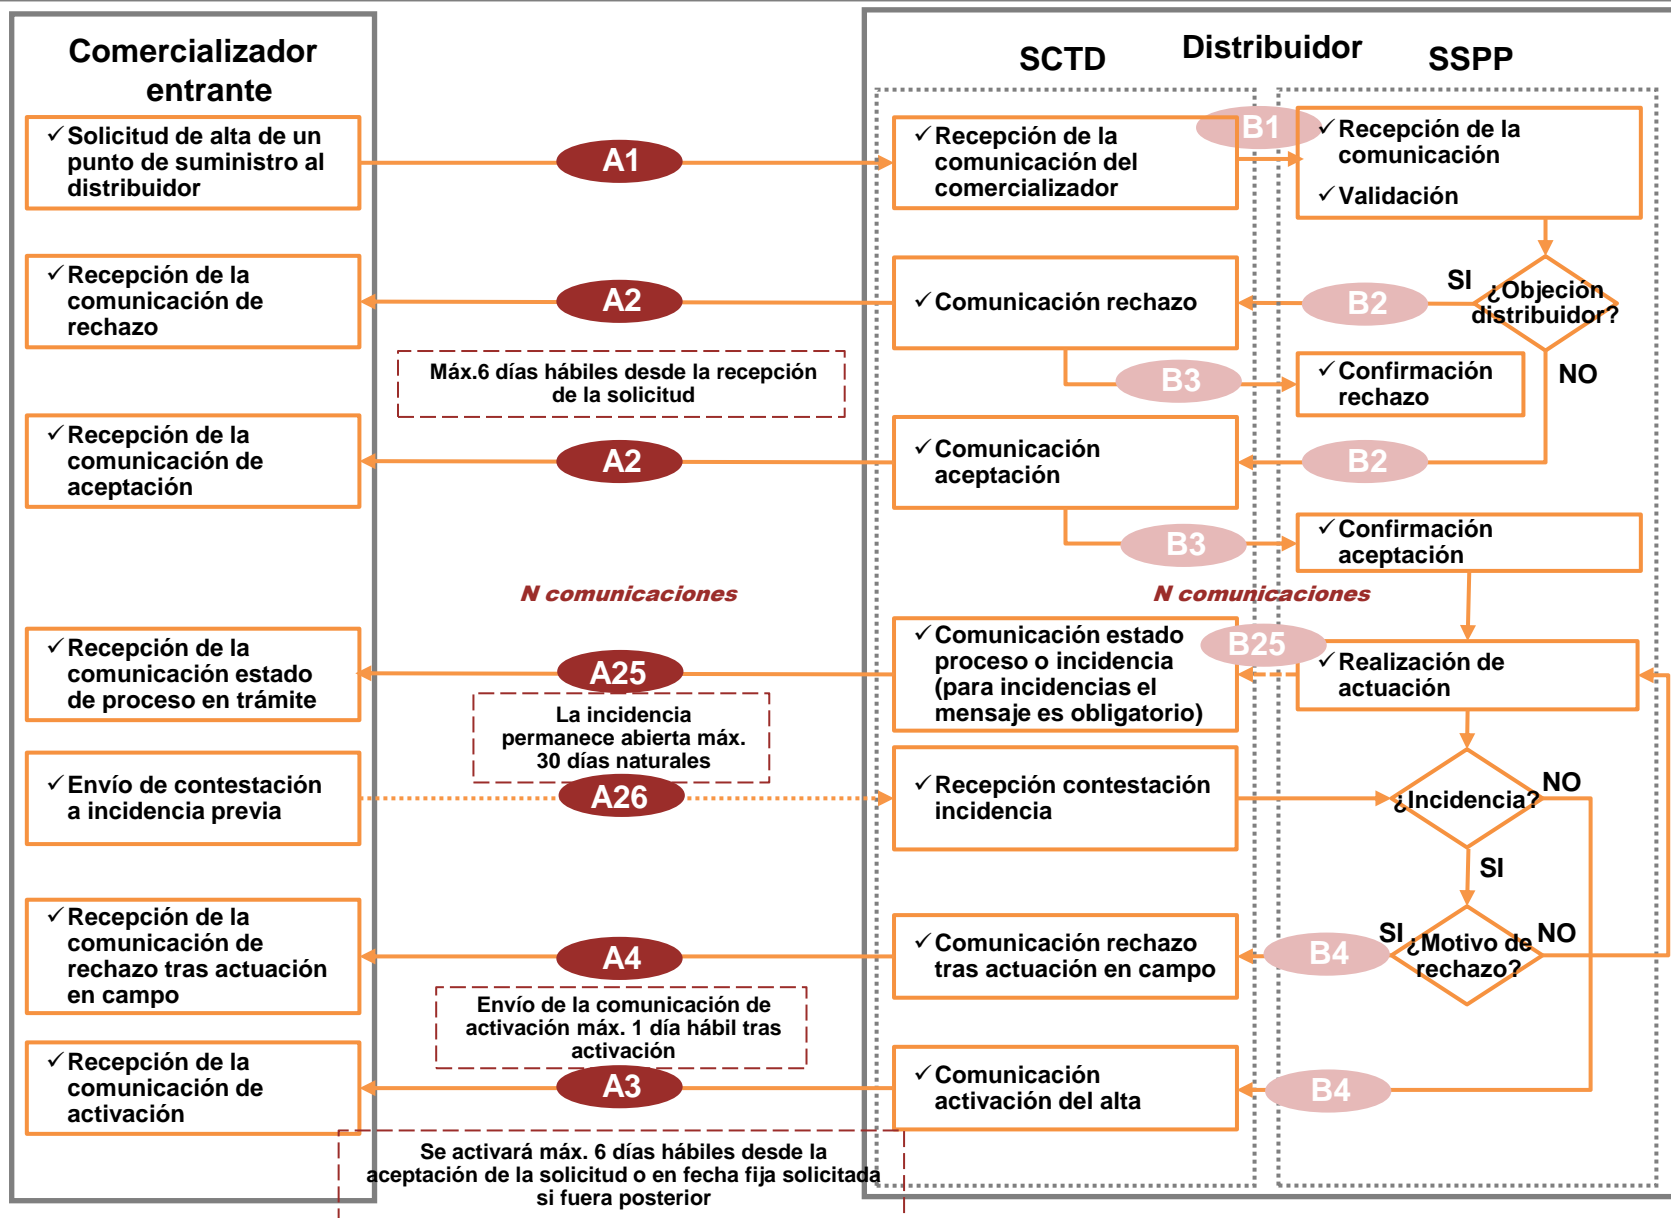 Comercializador
entrante
SCTD
Distribuidor
SSPP
✓ Solicitud de alta de un
punto de suministro al
distribuidor
A1
✓ Recepción de la
comunicación del
comercializador
B1
✓ Recepción de la
comunicación
✓ Validación
✓ Recepción de la
comunicación de
rechazo
A2
✓ Comunicación rechazo
B2
SI
¿Objeción
distribuidor?
NO
Máx.6 días hábiles desde la recepción
de la solicitud
B3
✓ Confirmación
rechazo
✓ Recepción de la
comunicación de
aceptación
A2
✓ Comunicación
aceptación
B2
B3
✓ Confirmación
aceptación
N comunicaciones
N comunicaciones
✓ Recepción de la
comunicación estado
de proceso en trámite
A25
✓ Comunicación estado
proceso o incidencia
(para incidencias el
mensaje es obligatorio)
B25
✓ Realización de
actuación
La incidencia
permanece abierta máx.
30 días naturales
✓ Envío de contestación
a incidencia previa
A26
✓ Recepción contestación
incidencia
¿Incidencia?
NO
SI
✓ Recepción de la
comunicación de
rechazo tras actuación
en campo
A4
✓ Comunicación rechazo
tras actuación en campo
B4
SI
¿Motivo de
rechazo?
NO
Envío de la comunicación de
activación máx. 1 día hábil tras
activación
✓ Recepción de la
comunicación de
activación
A3
✓ Comunicación
activación del alta
B4
Se activará máx. 6 días hábiles desde la
aceptación de la solicitud o en fecha fija solicitada
si fuera posterior